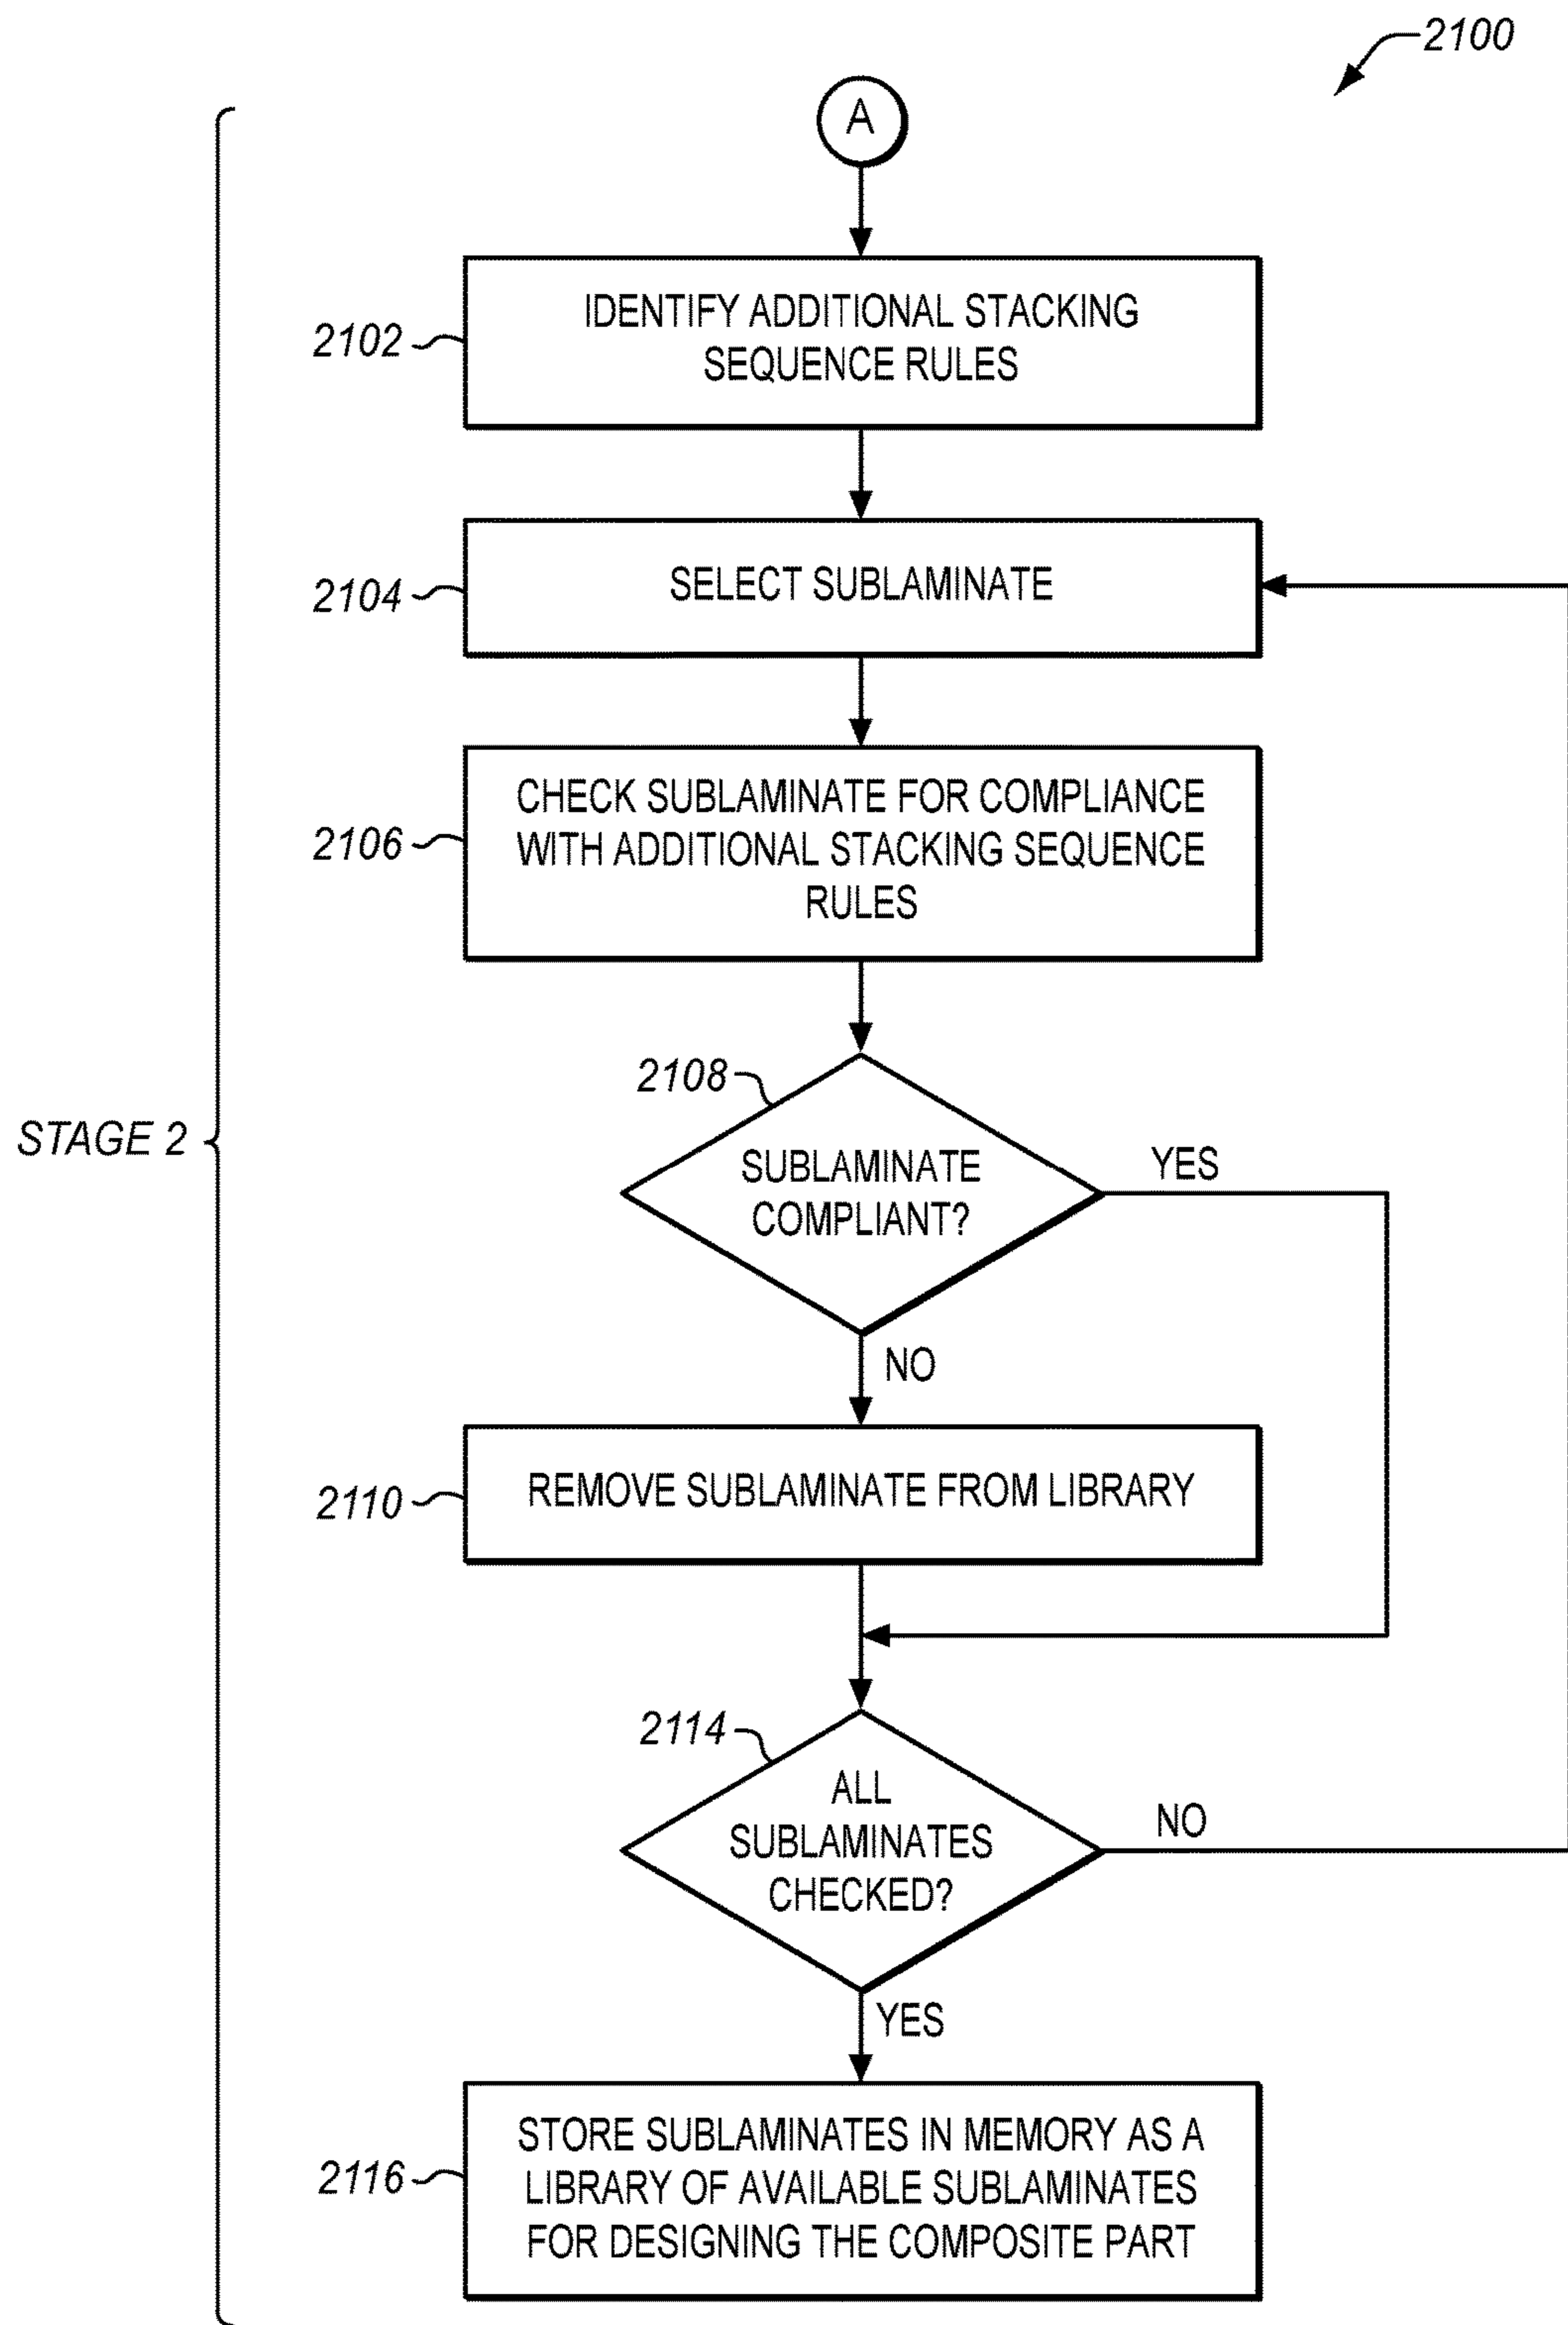 2100
A
2102
IDENTIFY ADDITIONAL STACKING
SEQUENCE RULES
2104
SELECT SUBLAMINATE
2106
CHECK SUBLAMINATE FOR COMPLIANCE
WITH ADDITIONAL STACKING SEQUENCE
RULES
2108
STAGE 2
SUBLAMINATE
COMPLIANT?
YES
NO
2110
REMOVE SUBLAMINATE FROM LIBRARY
2114
ALL
SUBLAMINATES
CHECKED?
NO
YES
2116
STORE SUBLAMINATES IN MEMORY AS A
LIBRARY OF AVAILABLE SUBLAMINATES
FOR DESIGNING THE COMPOSITE PART